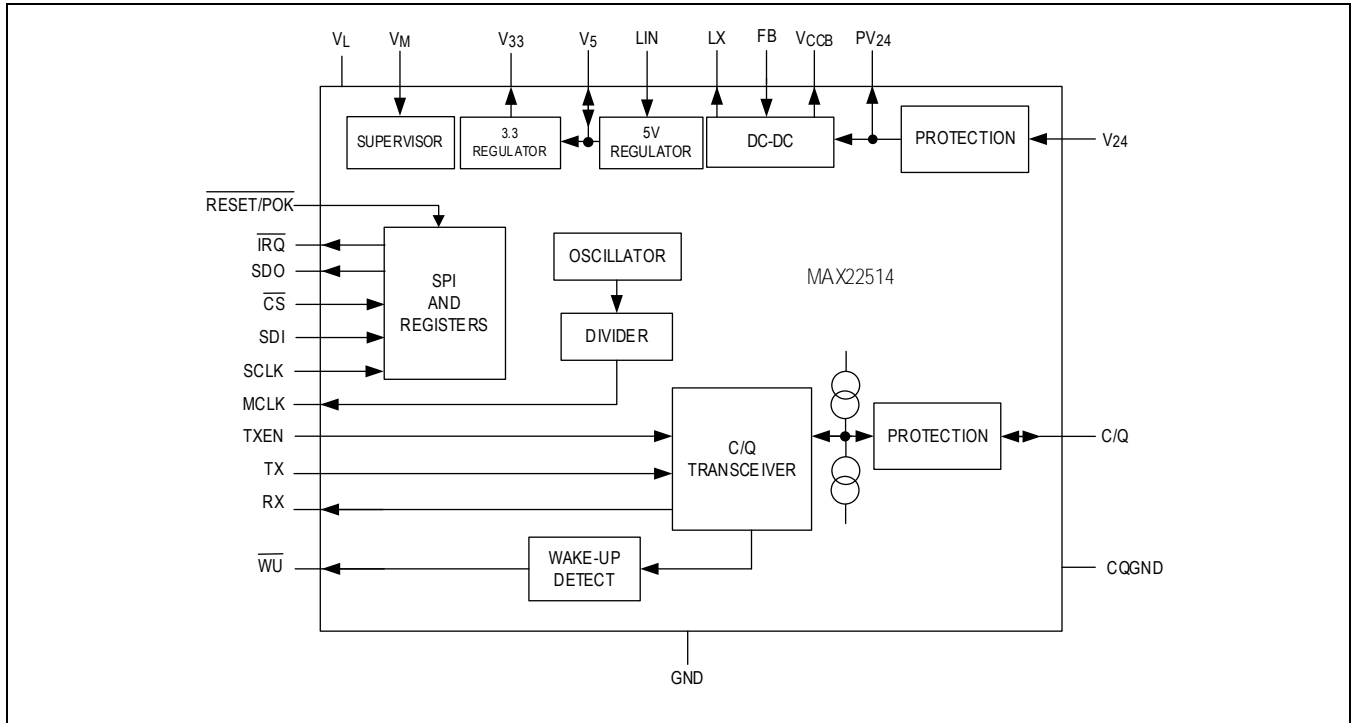 VL VM V33 V5 LIN LX FB VCCB PV24
SUPERVISOR
3.3
REGULATOR
5V
REGULATOR
DC-DC
PROTECTION
V24
RESET/POK
IRQ
SDO
CS
SDI
SCLK
MCLK
TXEN
TX
RX
WU
SPI
AND
REGISTERS
OSCILLATOR
DIVIDER
MAX22514
C/Q
TRANSCEIVER
PROTECTION
C/Q
WAKE-UP
DETECT
CQGND
GND